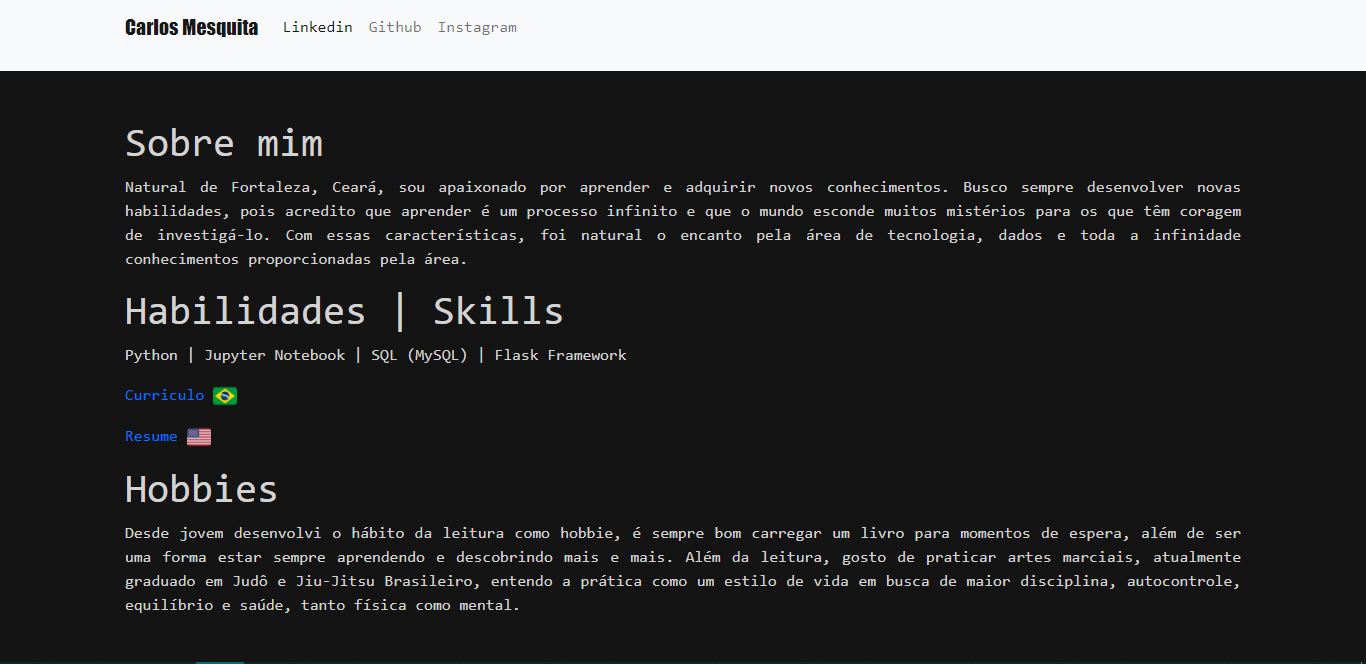 Carlos Mesquita Linkedin Github Instagram
Sobre mim
Natural de Fortaleza, Ceará, sou apaixonado por aprender e adquirir novos conhecimentos. Busco sempre desenvolver novas
habilidades, pois acredito que aprender é um processo infinito e que o mundo esconde muitos mistérios para os que têm coragem
de investigá-lo. Com essas características, foi natural o encanto pela área de tecnologia, dados e toda a infinidade
conhecimentos proporcionadas pela área.
Habilidades | Skills
Python | Jupyter Notebook | SQL (MySQL) | Flask Framework
Curriculo
Resume
Hobbies
Desde jovem desenvolvi o hábito da leitura como hobbie, é sempre bom carregar um livro para momentos de espera, além de ser
uma forma estar sempre aprendendo e descobrindo mais e mais. Além da leitura, gosto de praticar artes marciais, atualmente
graduado em Judô e Jiu-Jitsu Brasileiro, entendo a prática como um estilo de vida em busca de maior disciplina, autocontrole,
equilíbrio e saúde, tanto física como mental.